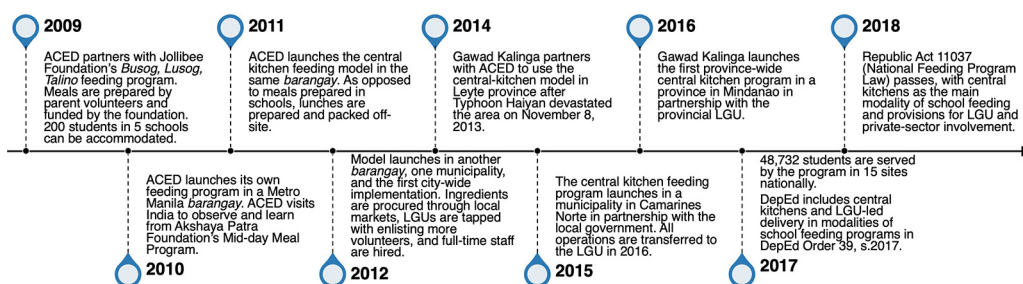 2009
ACED partners with Jollibee
Foundation's Busog, Lusog,
Talino feeding program.
Meals are prepared by
parent volunteers and
funded by the foundation.
200 students in 5 schools
can be accommodated.
2011
ACED launches the central
kitchen feeding model in the
same barangay. As opposed
to meals prepared in
schools, lunches are
prepared and packed off-
site.
2014
Gawad Kalinga partners
with ACED to use the
central-kitchen model in
Leyte province after
Typhoon Haiyan devastated
the area on November 8,
2013.
2016
Gawad Kalinga launches
the first province-wide
central kitchen program in a
province in Mindanao in
partnership with the
provincial LGU.
2018
Republic Act 11037
(National Feeding Program
Law) passes, with central
kitchens as the main
modality of school feeding
and provisions for LGU and
private-sector involvement.
ACED launches its own
feeding program in a Metro
Manila barangay. ACED visits
India to observe and learn
from Akshaya Patra
Foundation's Mid-day Meal
Program.
2010
Model launches in another
barangay, one municipality,
and the first city-wide
implementation. Ingredients
are procured through local
markets, LGUs are tapped
with enlisting more
volunteers, and full-time staff
are hired.
2012
The central kitchen feeding
program launches in a
municipality in Camarines
Norte in partnership with the
local government. All
operations are transferred to
the LGU in 2016.
2015
48,732 students are served
by the program in 15 sites
nationally.
DepEd includes central
kitchens and LGU-led
delivery in modalities of
school feeding programs in
DepEd Order 39, s.2017.
2017